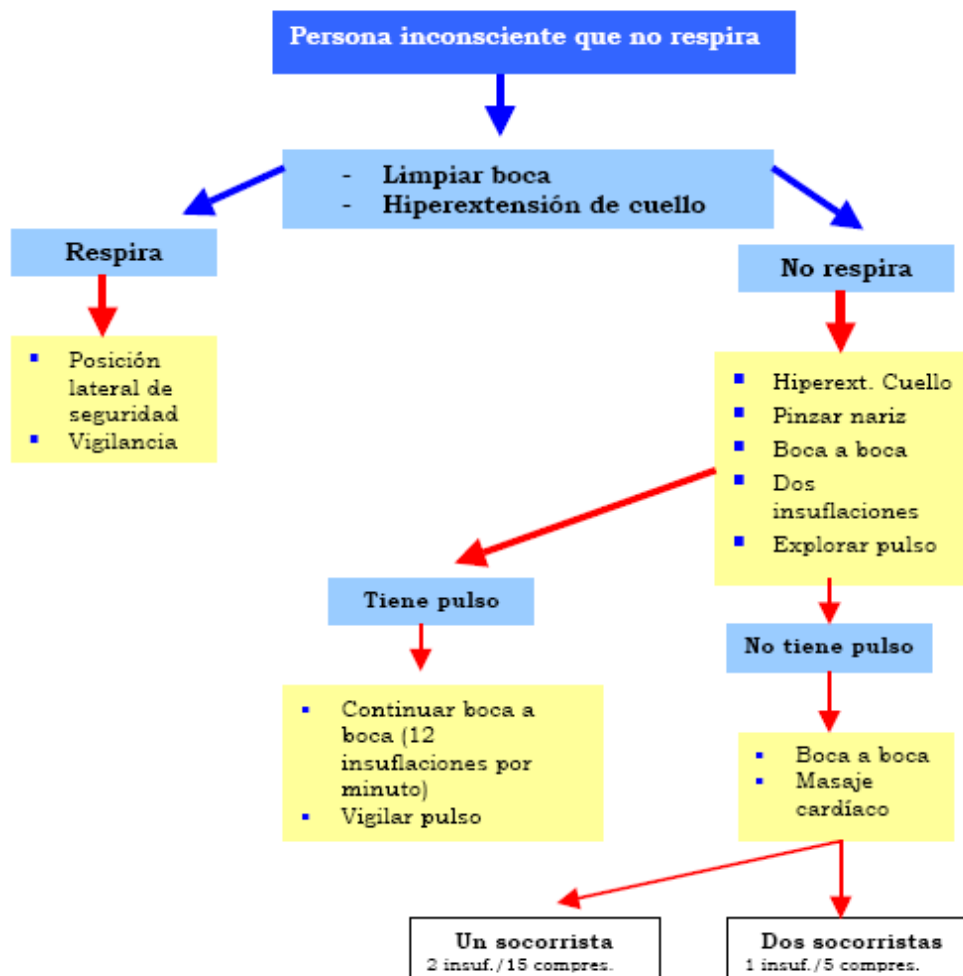 Persona inconsciente que no respira
- Limpiar boca
- Hiperextensión de cuello
Respira
No respira
▪ Posición
lateral de
seguridad
▪ Vigilancia
▪ Hiperext. Cuello
▪ Pinzar nariz
▪ Boca a boca
▪ Dos
insuflaciones
▪ Explorar pulso
Tiene pulso
No tiene pulso
▪ Continuar boca a
boca (12
insuflaciones por
minuto)
▪ Vigilar pulso
▪ Boca a boca
▪ Masaje
cardíaco
Un socorrista
2 insuf./15 compres.
Dos socorristas
1 insuf./5 compres.